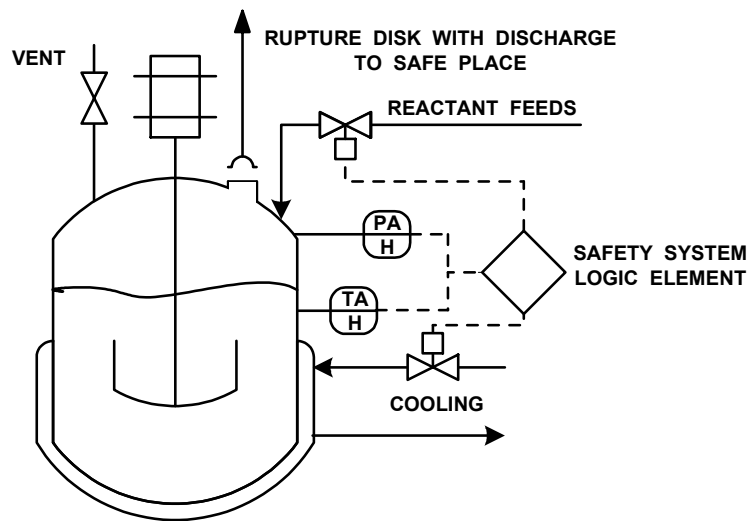 RUPTURE DISK WITH DISCHARGE
TO SAFE PLACE
VENT
REACTANT FEEDS
PA
H
SAFETY SYSTEM
LOGIC ELEMENT
TA
H
COOLING